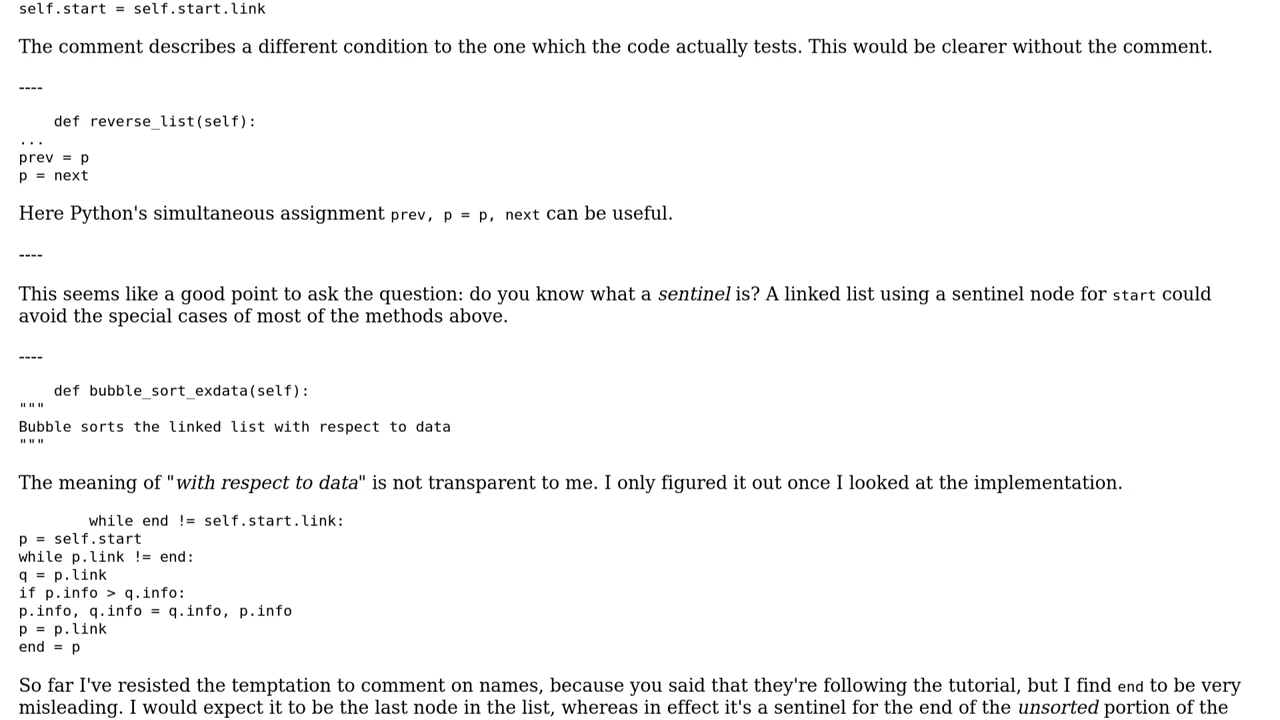 self.start = self.start.link
The comment describes a different condition to the one which the code actually tests. This would be clearer without the comment.
----
    def reverse_list(self):
...
prev = p
p = next
Here Python's simultaneous assignment prev, p = p, next can be useful.
----
This seems like a good point to ask the question: do you know what a sentinel is? A linked list using a sentinel node for start could
avoid the special cases of most of the methods above.
----
    def bubble_sort_exdata(self):
"""
Bubble sorts the linked list with respect to data
"""
The meaning of "with respect to data" is not transparent to me. I only figured it out once I looked at the implementation.
        while end != self.start.link:
p = self.start
while p.link != end:
q = p.link
if p.info > q.info:
p.info, q.info = q.info, p.info
p = p.link
end = p
So far I've resisted the temptation to comment on names, because you said that they're following the tutorial, but I find end to be very
misleading. I would expect it to be the last node in the list, whereas in effect it's a sentinel for the end of the unsorted portion of the